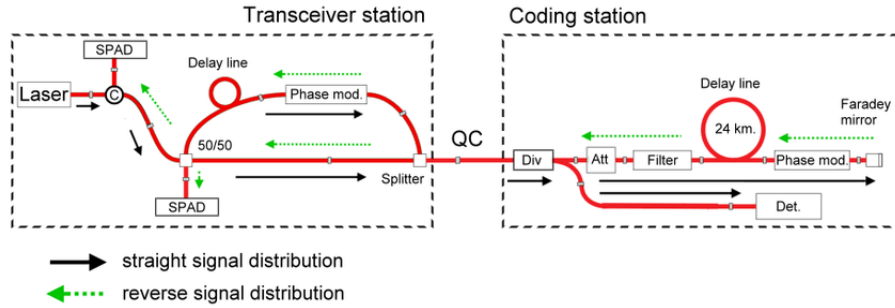 Transceiver station
Coding station
SPAD
Delay line
Laser
C
Phase mod.
50/50
Splitter
SPAD
QC
Delay line
24 km.
Faradey
mirror
Div
Att
Filter
Phase mod.
Det.
straight signal distribution
reverse signal distribution